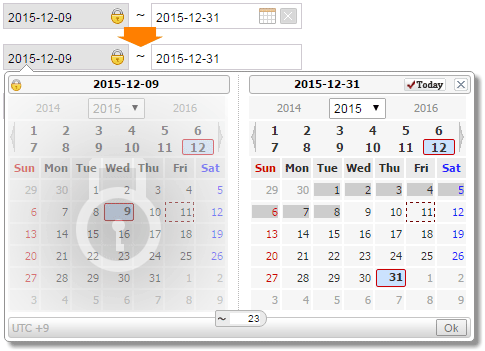 2015-12-09 ~ 2015-12-31
2015-12-09 ~ 2015-12-31
2015-12-09 2015-12-31 Today
2014 2015 2016 2014 2015 2016
1 2 4 6 1 2 4 6
7 8 9 10 11 12 7 8 9 10 11 12
Sun Mon Tue Wed Thu Fri Sat Sun Mon Tue Wed Thu Fri Sat
29 30 1 2 3 4 5 29 30 1 2 3 4 5
6 7 8 9 10 11 12 6 7 8 9 10 11 12
13 14 15 16 17 18 19 13 14 15 16 17 18 19
20 21 22 23 24 25 26 20 21 22 23 24 25 26
27 28 29 30 31 1 2 27 28 29 30 31 1 2
3 4 5 6 7 8 9 3 4 5 6 7 8 9
UTC +9 ~ 23 Ok